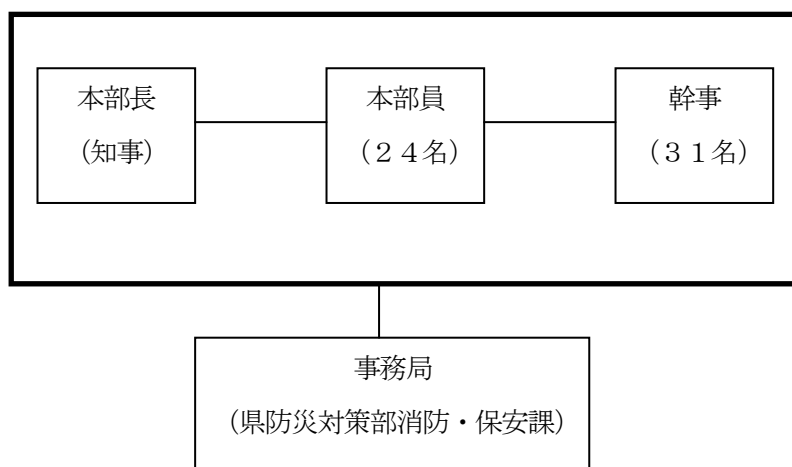 本部長
(知事)
本部員
(２４名)
幹事
(３１名)
事務局
(県防災対策部消防・保安課)